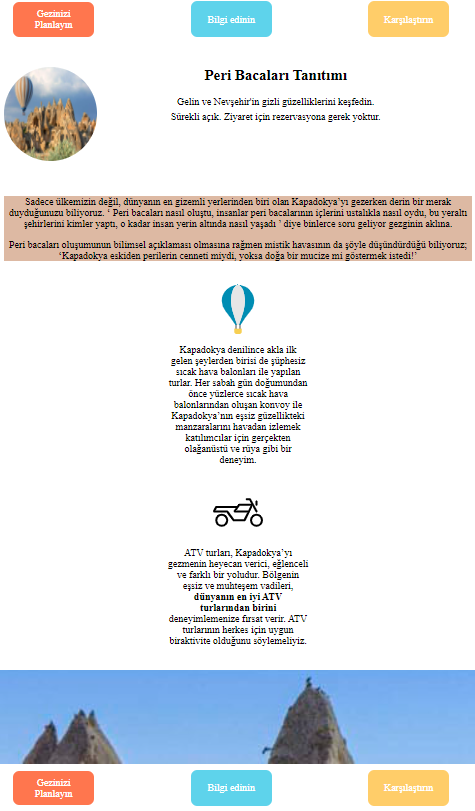 Gezinizi
Planlayın
Bilgi edinin
Karşılaştırın
Peri Bacaları Tanıtımı
Gelin ve Nevşehir'in gizli güzelliklerini keşfedin.
Sürekli açık. Ziyaret için rezervasyona gerek yoktur.
Sadece ülkemizin değil, dünyanın en gizemli yerlerinden biri olan Kapadokya’yı gezerken derin bir merak
duyduğunuzu biliyoruz. ‘ Peri bacaları nasıl oluştu, insanlar peri bacalarının içlerini ustalıkla nasıl oydu, bu yeraltı
şehirlerini kimler yaptı, o kadar insan yerin altında nasıl yaşadı ’ diye binlerce soru geliyor gezginin aklına.
Peri bacaları oluşumunun bilimsel açıklaması olmasına rağmen mistik havasının da şöyle düşündürdüğü biliyoruz;
‘Kapadokya eskiden perilerin cenneti miydi, yoksa doğa bir mucize mi göstermek istedi!’
Kapadokya denilince akla ilk
gelen şeylerden birisi de şüphesiz
sıcak hava balonları ile yapılan
turlar. Her sabah gün doğumundan
önce yüzlerce sıcak hava
balonlarından oluşan konvoy ile
Kapadokya’nın eşsiz güzellikteki
manzaralarını havadan izlemek
katılımcılar için gerçekten
olağanüstü ve rüya gibi bir
deneyim.
ATV turları, Kapadokya’yı
gezmenin heyecan verici, eğlenceli
ve farklı bir yoludur. Bölgenin
eşsiz ve muhteşem vadileri,
dünyanın en iyi ATV
turlarından birini
deneyimlemenize fırsat verir. ATV
turlarının herkes için uygun
biraktivite olduğunu söylemeliyiz.
Gezinizi
Planlayın
Bilgi edinin
Karşılaştırın